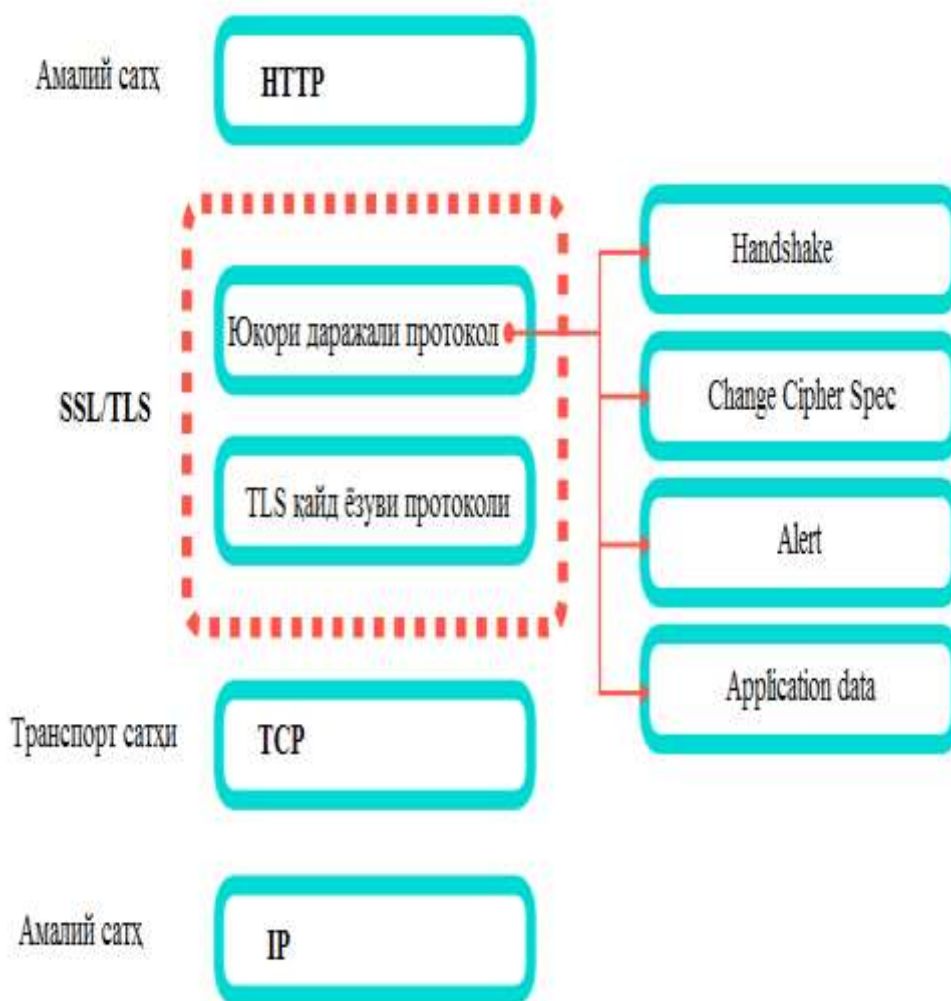 Амалий сатҳ
HTTP
SSL/TLS
Юқори даражали протокол
TLS қайд ёзуви протоколи
Handshake
Change Cipher Spec
Alert
Application data
Транспорт сатҳи
TCP
Амалий сатҳ
IP